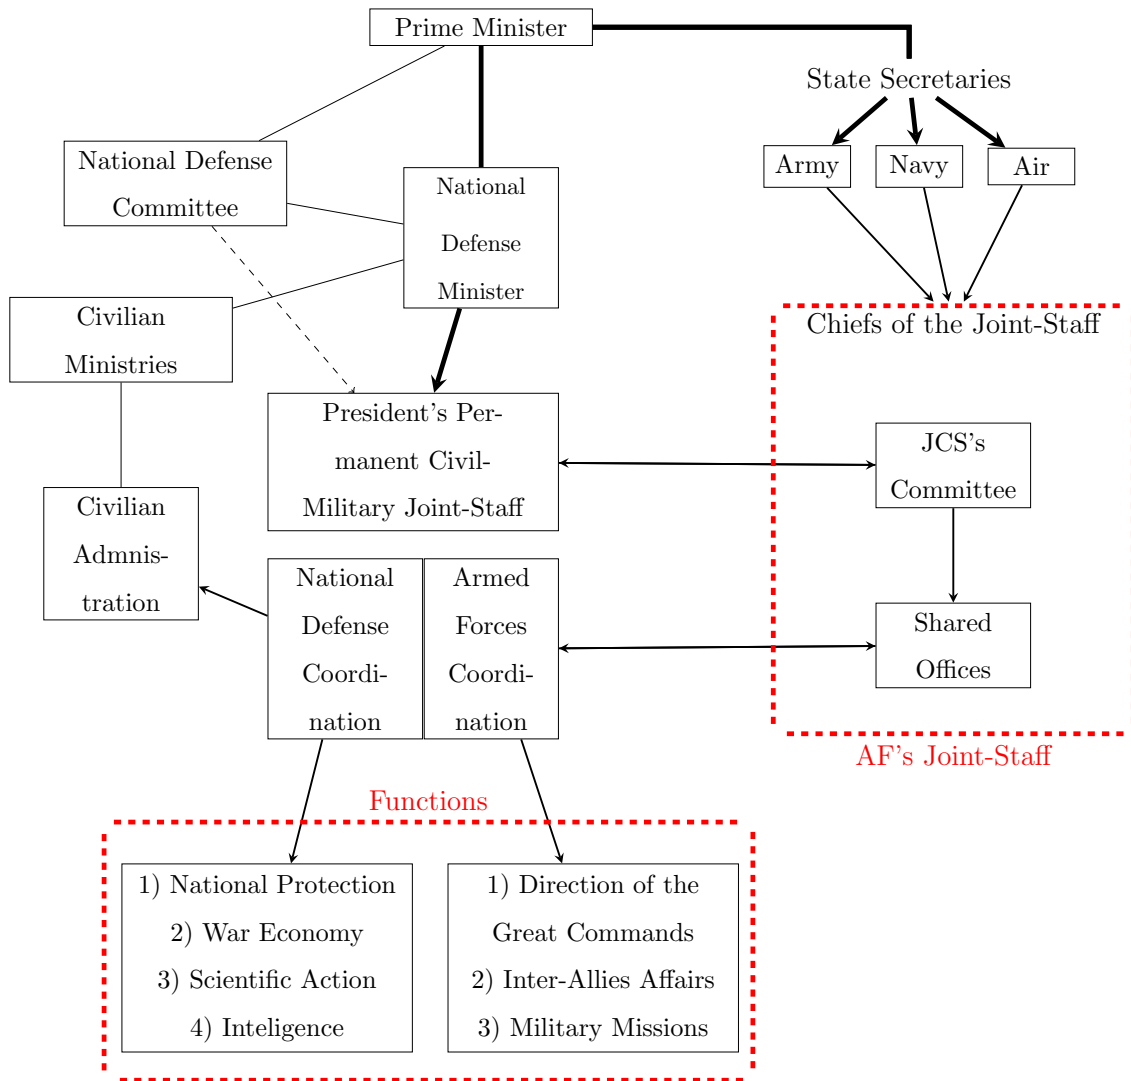 Prime Minister
State Secretaries
National Defense
Committee
National
Defense
Minister
Army
Navy
Air
Civilian
Ministries
Chiefs of the Joint-Staff
President's Per-
manent Civil-
Military Joint-Staff
JCS's
Committee
Civilian
Admnis-
tration
National
Defense
Coordi-
nation
Armed
Forces
Coordi-
nation
Shared
Offices
AF's Joint-Staff
Functions
1) National Protection
2) War Economy
3) Scientific Action
4) Inteligence
1) Direction of the
Great Commands
2) Inter-Allies Affairs
3) Military Missions